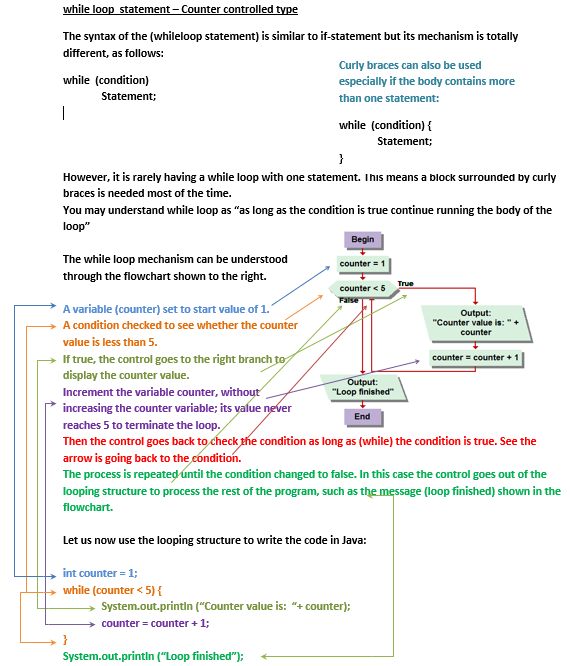 while loop  statement – Counter controlled type
The syntax of the (whileloop statement) is similar to if-statement but its mechanism is totally
different, as follows:
while  (condition)
Statement;
Curly braces can also be used
especially if the body contains more
than one statement:
while  (condition) {
Statement;
}
However, it is rarely having a while loop with one statement. This means a block surrounded by curly
braces is needed most of the time.
You may understand while loop as “as long as the condition is true continue running the body of the
loop”
The while loop mechanism can be understood
through the flowchart shown to the right.
A variable (counter) set to start value of 1.
A condition checked to see whether the counter
value is less than 5.
If true, the control goes to the right branch to
display the counter value.
Increment the variable counter, without
increasing the counter variable; its value never
reaches 5 to terminate the loop.
Then the control goes back to check the condition as long as (while) the condition is true. See the
arrow is going back to the condition.
The process is repeated until the condition changed to false. In this case the control goes out of the
looping structure to process the rest of the program, such as the message (loop finished) shown in the
flowchart.
Begin
counter = 1
counter < 5
True
False
Output:
"Counter value is: " +
counter
counter = counter + 1
Output:
"Loop finished"
End
Let us now use the looping structure to write the code in Java:
int counter = 1;
while (counter < 5) {
System.out.println (“Counter value is:  “+ counter);
counter = counter + 1;
}
System.out.println (“Loop finished”);